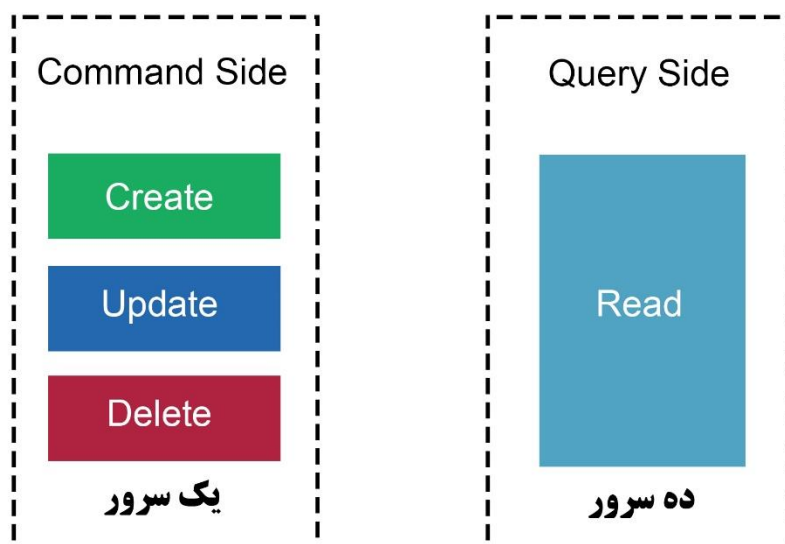 Command Side
Create
Update
Delete
یک سرور
Query Side
Read
ده سرور